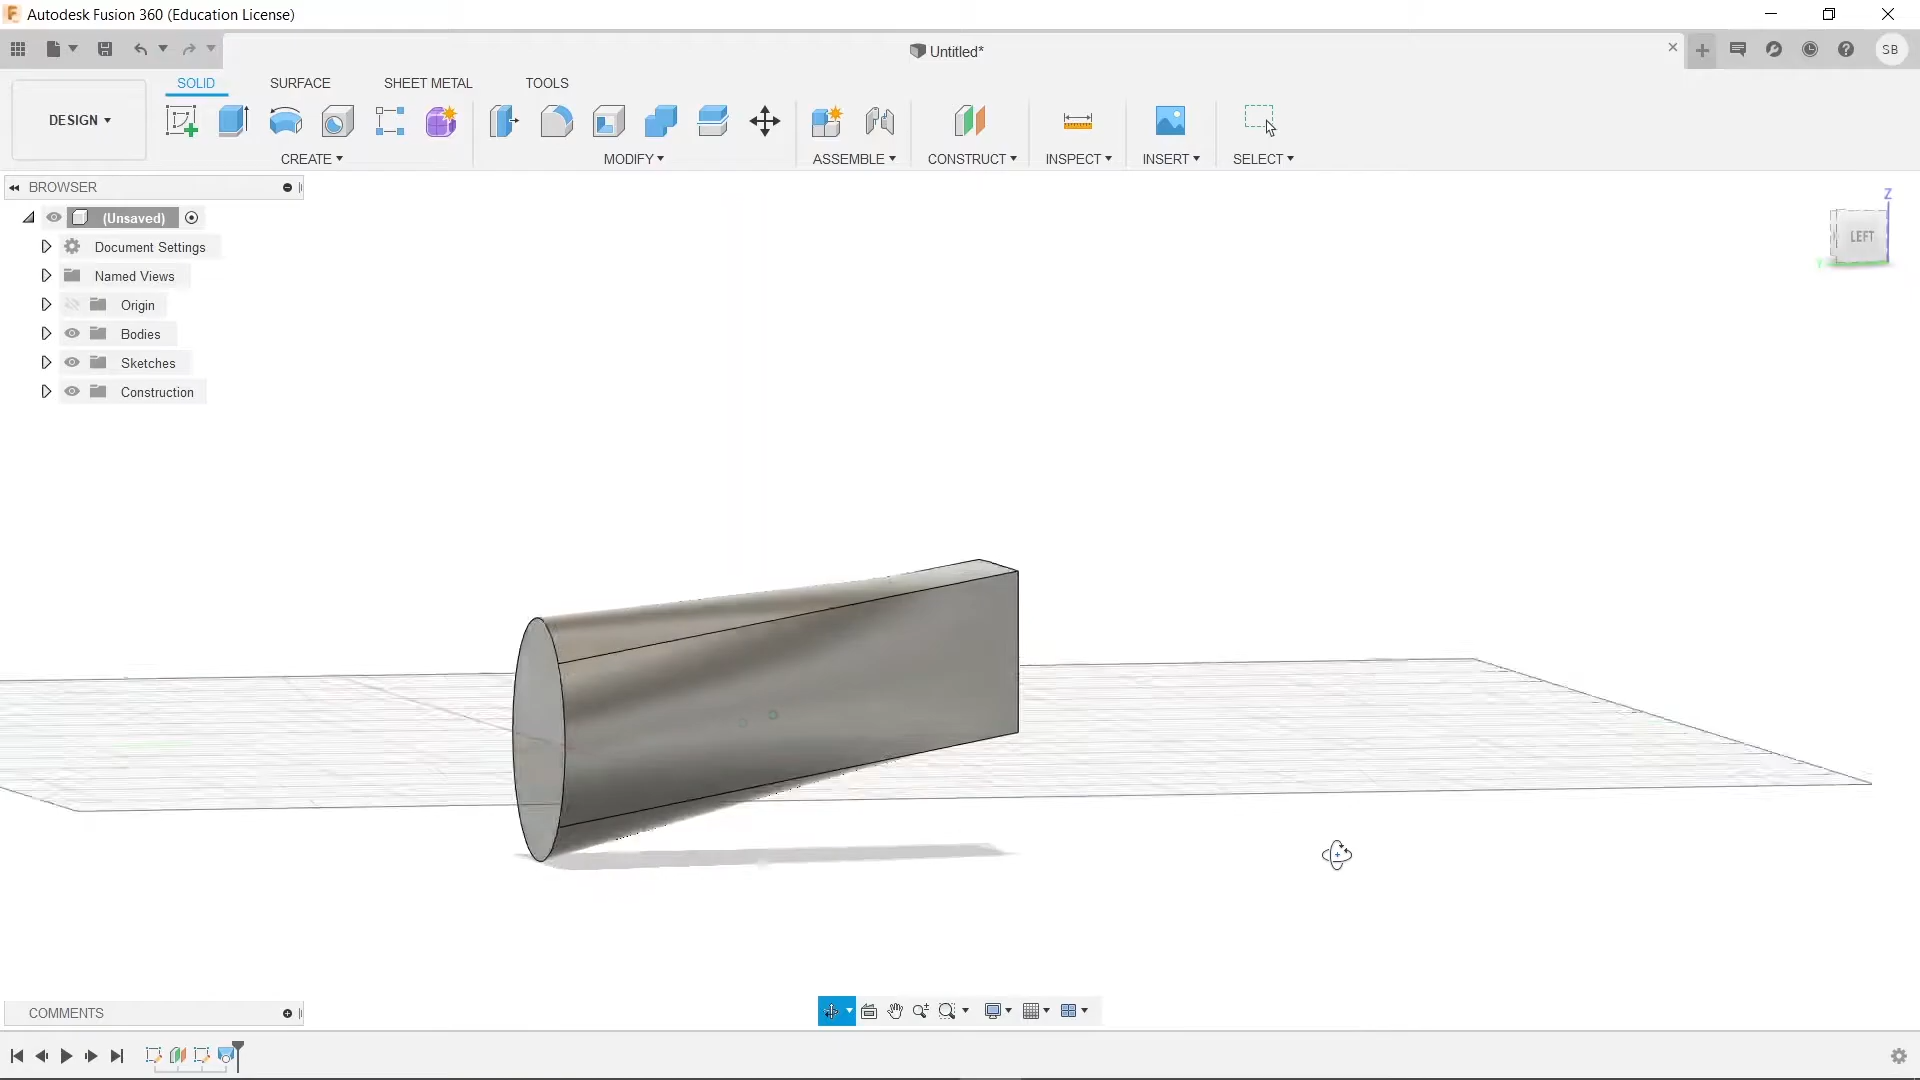 Autodesk Fusion 360 (Education License)
Untitled*
SB
SOLID
SURFACE
SHEET METAL
TOOLS
DESIGN
CREATE
MODIFY
ASSEMBLE
CONSTRUCT
INSPECT
INSERT
SELECT
BROWSER
(Unsaved)
Document Settings
Named Views
Origin
Bodies
Sketches
Construction
Z
LEFT
Y
COMMENTS